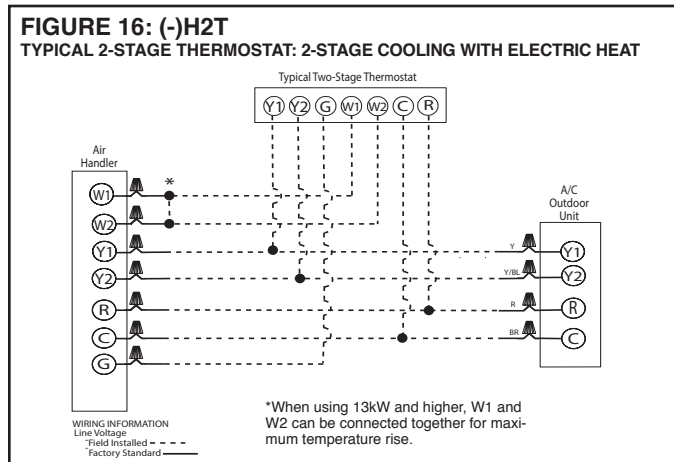 FIGURE 16: (-)H2T
TYPICAL 2-STAGE THERMOSTAT: 2-STAGE COOLING WITH ELECTRIC HEAT
Typical Two-Stage Thermostat
Y1 Y2 G W1 W2 C R
Air
Handler
W1
W2
Y1
Y2
R
C
G
*
A/C
Outdoor
Unit
Y Y1
Y/BL Y2
R R
BR C
WIRING INFORMATION
Line Voltage
-Field Installed
-Factory Standard
*When using 13kW and higher, W1 and
W2 can be connected together for maxi-
mum temperature rise.